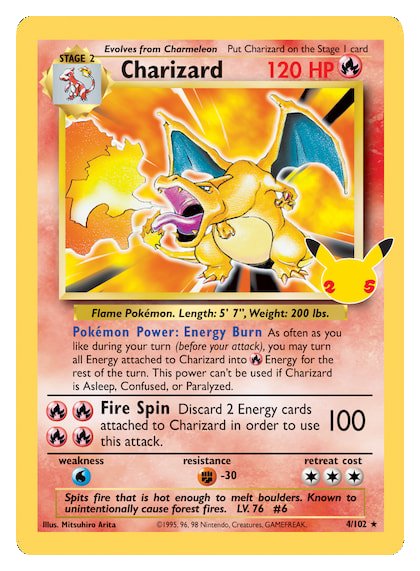 Evolves from Charmeleon Put Charizard on the Stage 1 card
STAGE 2
Charizard 120 HP
25
Flame Pokémon. Length: 5' 7", Weight: 200 lbs.
Pokémon Power: Energy Burn As often as you
like during your turn (before your attack), you may turn
all Energy attached to Charizard into Energy for the
rest of the turn. This power can't be used if Charizard
is Asleep, Confused, or Paralyzed.
Fire Spin Discard 2 Energy cards
attached to Charizard in order to use
this attack.
100
weakness resistance retreat cost
-30
Spits fire that is hot enough to melt boulders. Known to
unintentionally cause forest fires. LV. 76 #6
Illus. Mitsuhiro Arita ©1995, 96, 98 Nintendo, Creatures, GAMEFREAK. 4/102 ★